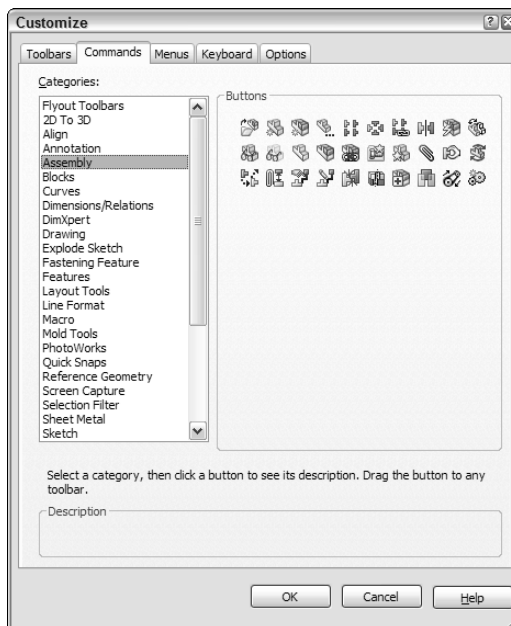 Customize
Toolbars Commands Menus Keyboard Options
Categories:
Buttons
Flyout Toolbars
2D To 3D
Align
Annotation
Assembly
Blocks
Curves
Dimensions/Relations
DimXpert
Drawing
Explode Sketch
Fastening Feature
Features
Layout Tools
Line Format
Macro
Mold Tools
PhotoWorks
Quick Snaps
Reference Geometry
Screen Capture
Selection Filter
Sheet Metal
Sketch
Select a category, then click a button to see its description. Drag the button to any
toolbar.
Description
OK Cancel Help